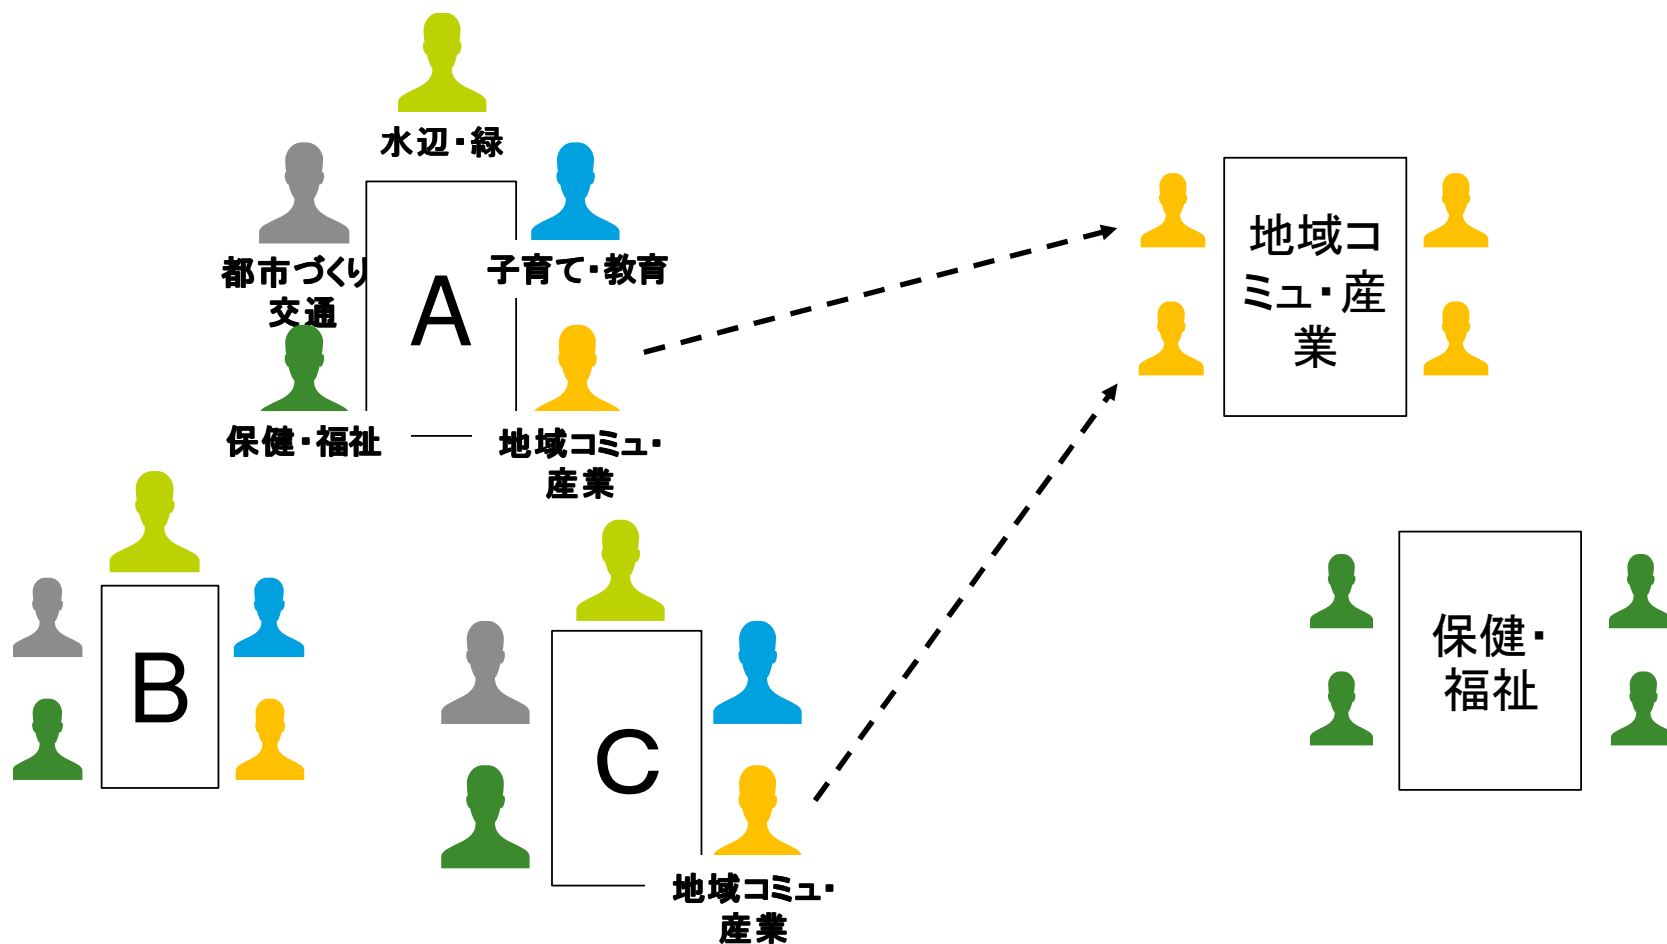 水辺・緑
都市づくり
交通
子育て・教育
A
保健・福祉
地域コミュ・
産業
地域コ
ミュ・産
業
B
C
地域コミュ・
産業
保健・
福祉